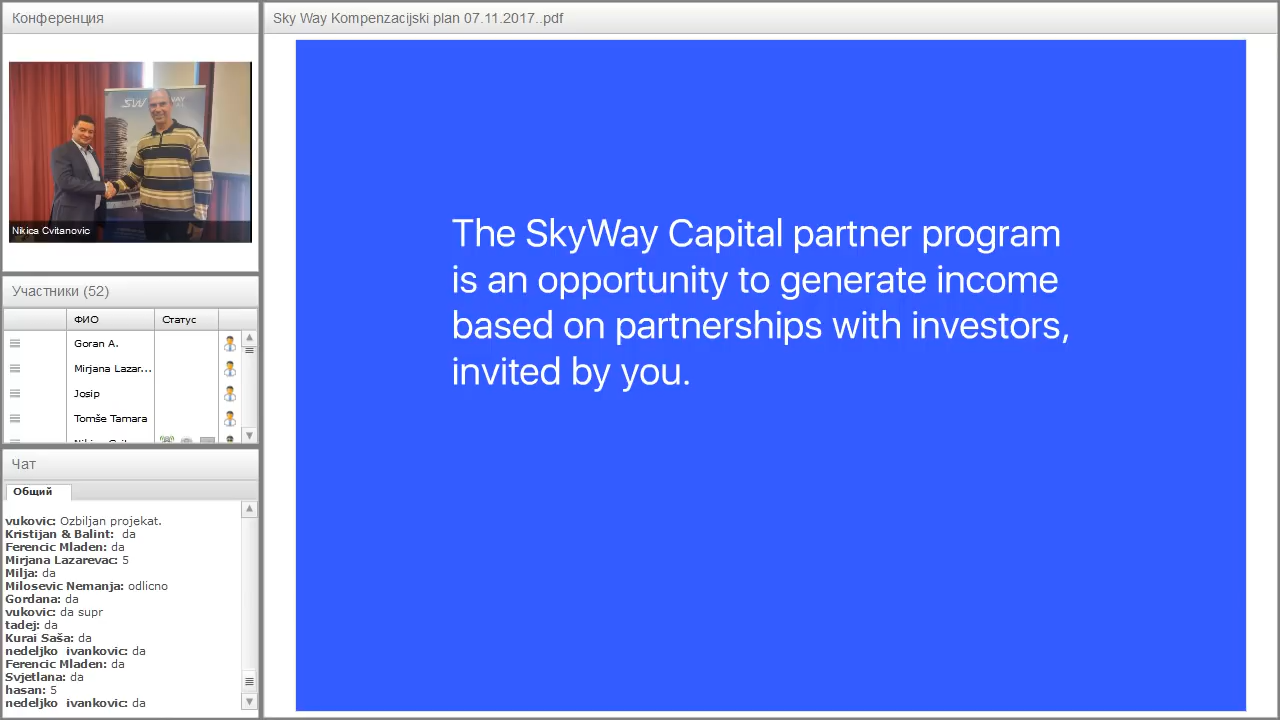 Конференция
Sky Way Kompenzacijski plan 07.11.2017..pdf
Nikica Cvitanovic
Участники (52)
ФИО
Статус
Goran A.
Mirjana Lazar...
Josip
Tomše Tamara
Чат
Общий
vukovic: Ozbiljan projekat.
Kristijan & Balint: da
Ferencic Mladen: da
Mirjana Lazarevac: 5
Milja: da
Milosevic Nemanja: odlicno
Gordana: da
vukovic: da supr
tadej: da
Kurai Saša: da
nedeljko ivankovic: da
Ferencic Mladen: da
Svjetlana: da
hasan: 5
nedeljko ivankovic: da
The SkyWay Capital partner program
is an opportunity to generate income
based on partnerships with investors,
invited by you.